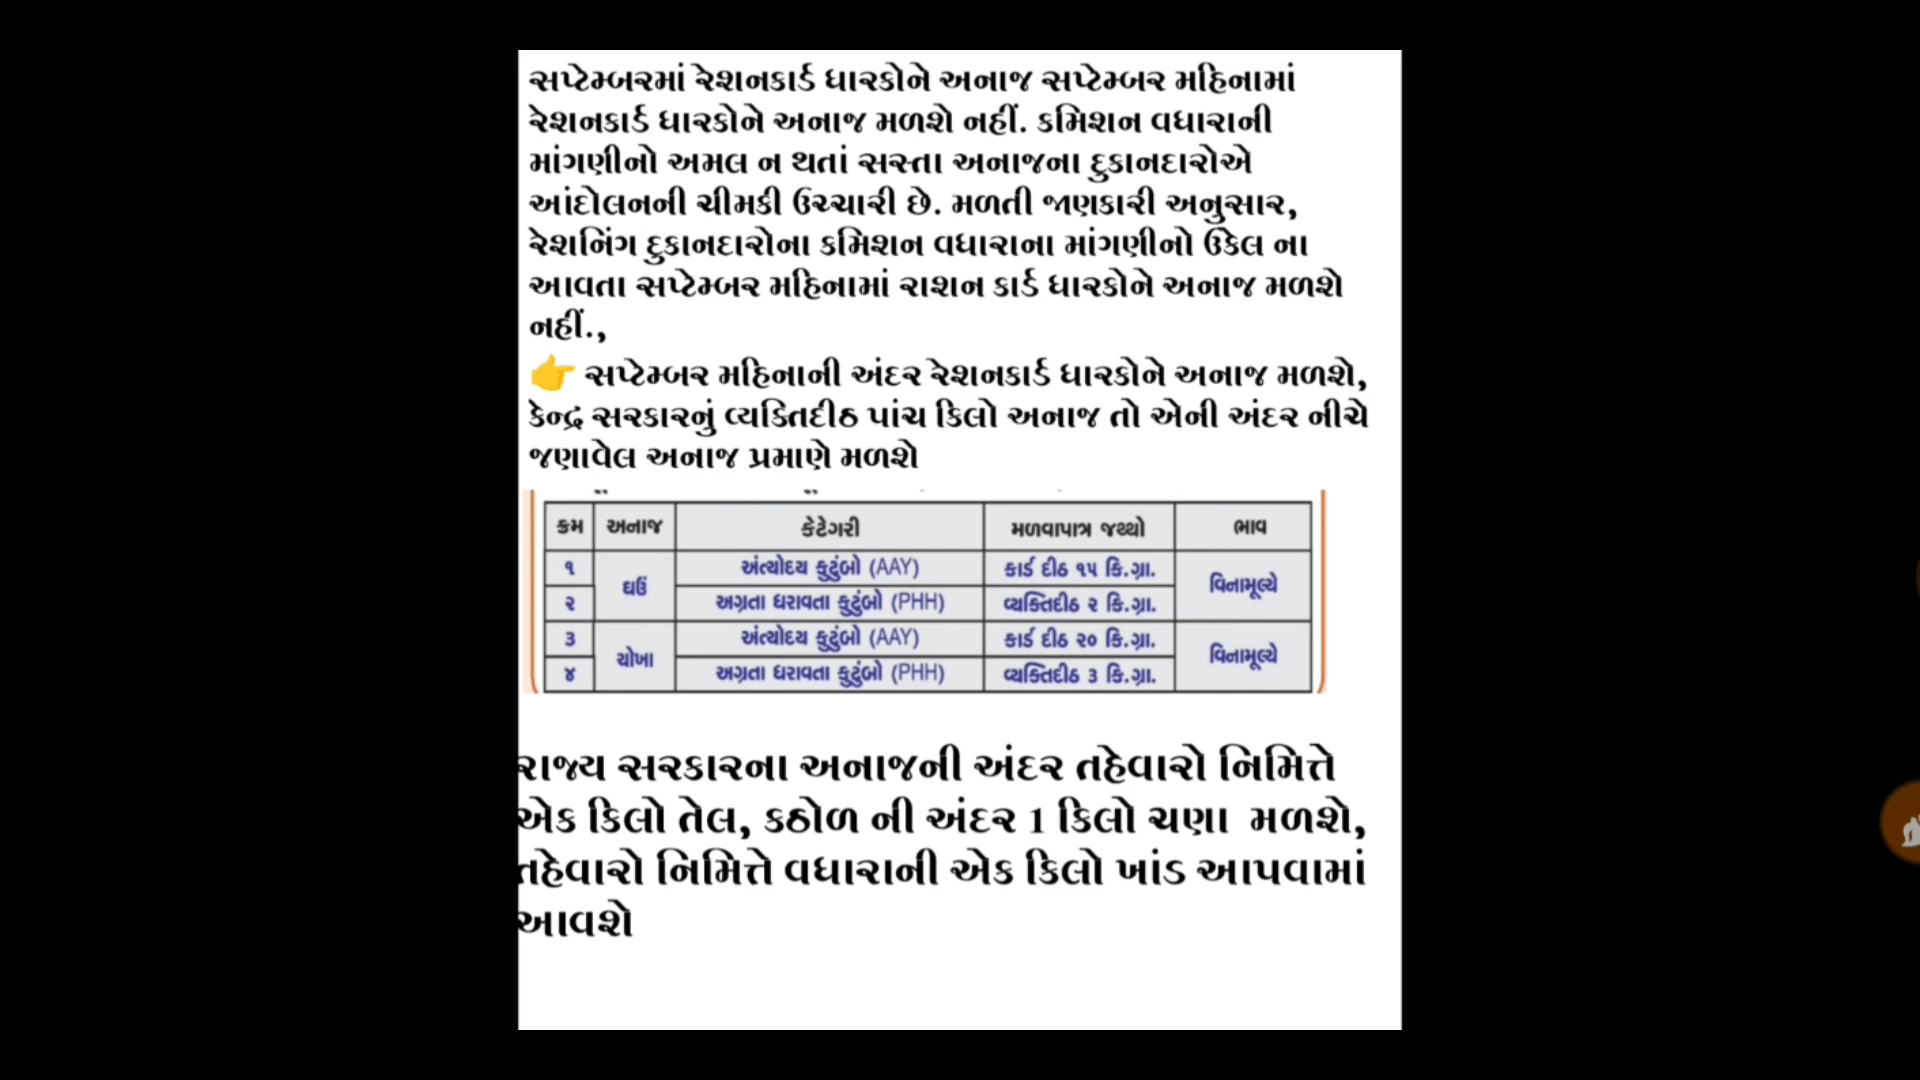 સપ્ટેમ્બરમાં રેશનકાર્ડ ધારકોને અનાજ સપ્ટેમ્બર મહિનામાં
રેશનકાર્ડ ધારકોને અનાજ મળશે નહીં. કમિશન વધારાની
માંગણીનો અમલ ન થતાં સસ્તા અનાજના દુકાનદારોએ
આંદોલનની ચીમકી ઉચ્ચારી છે. મળતી જાણકારી અનુસાર,
રેશનિંગ દુકાનદારોના કમિશન વધારાના માંગણીનો ઉકેલ ના
આવતા સપ્ટેમ્બર મહિનામાં રાશન કાર્ડ ધારકોને અનાજ મળશે
નહીં.,
👉 સપ્ટેમ્બર મહિનાની અંદર રેશનકાર્ડ ધારકોને અનાજ મળશે,
કેન્દ્ર સરકારનું વ્યક્તિદીઠ પાંચ કિલો અનાજ તો એની અંદર નીચે
જણાવેલ અનાજ પ્રમાણે મળશે
ક્રમ અનાજ કેટેગરી મળવાપાત્ર જથ્થો ભાવ
૧ ઘઉં અંત્યોદય કુટુંબો (AAY) કાર્ડ દીઠ ૧૫ કિ.ગ્રા. વિનામૂલ્યે
૨ અગ્રતા ધરાવતા કુટુંબો (PHH) વ્યક્તિદીઠ ૨ કિ.ગ્રા.
૩ ચોખા અંત્યોદય કુટુંબો (AAY) કાર્ડ દીઠ ૨૦ કિ.ગ્રા. વિનામૂલ્યે
૪ અગ્રતા ધરાવતા કુટુંબો (PHH) વ્યક્તિદીઠ ૩ કિ.ગ્રા.
રાજ્ય સરકારના અનાજની અંદર તહેવારો નિમિત્તે
એક કિલો તેલ, કઠોળ ની અંદર 1 કિલો ચણા મળશે,
તહેવારો નિમિત્તે વધારાની એક કિલો ખાંડ આપવામાં
આવશે